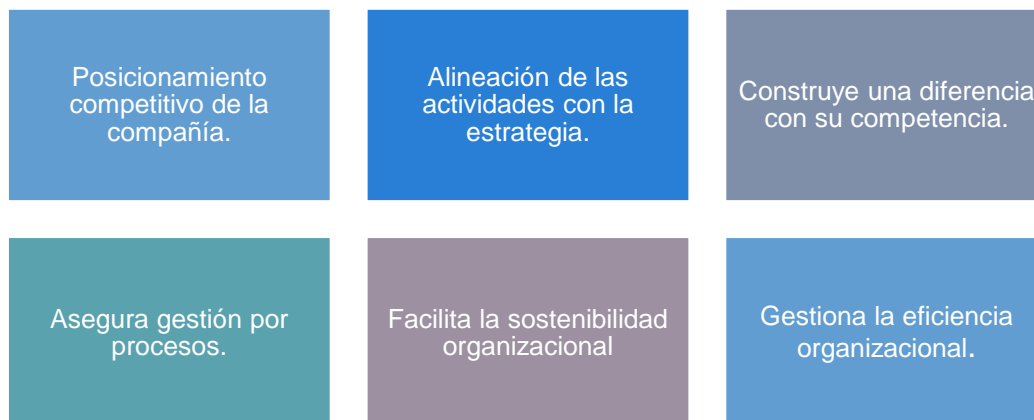 Posicionamiento
competitivo de la
compañía.
Alineación de las
actividades con la
estrategia.
Construye una diferencia
con su competencia.
Asegura gestión por
procesos.
Facilita la sostenibilidad
organizacional
Gestiona la eficiencia
organizacional.